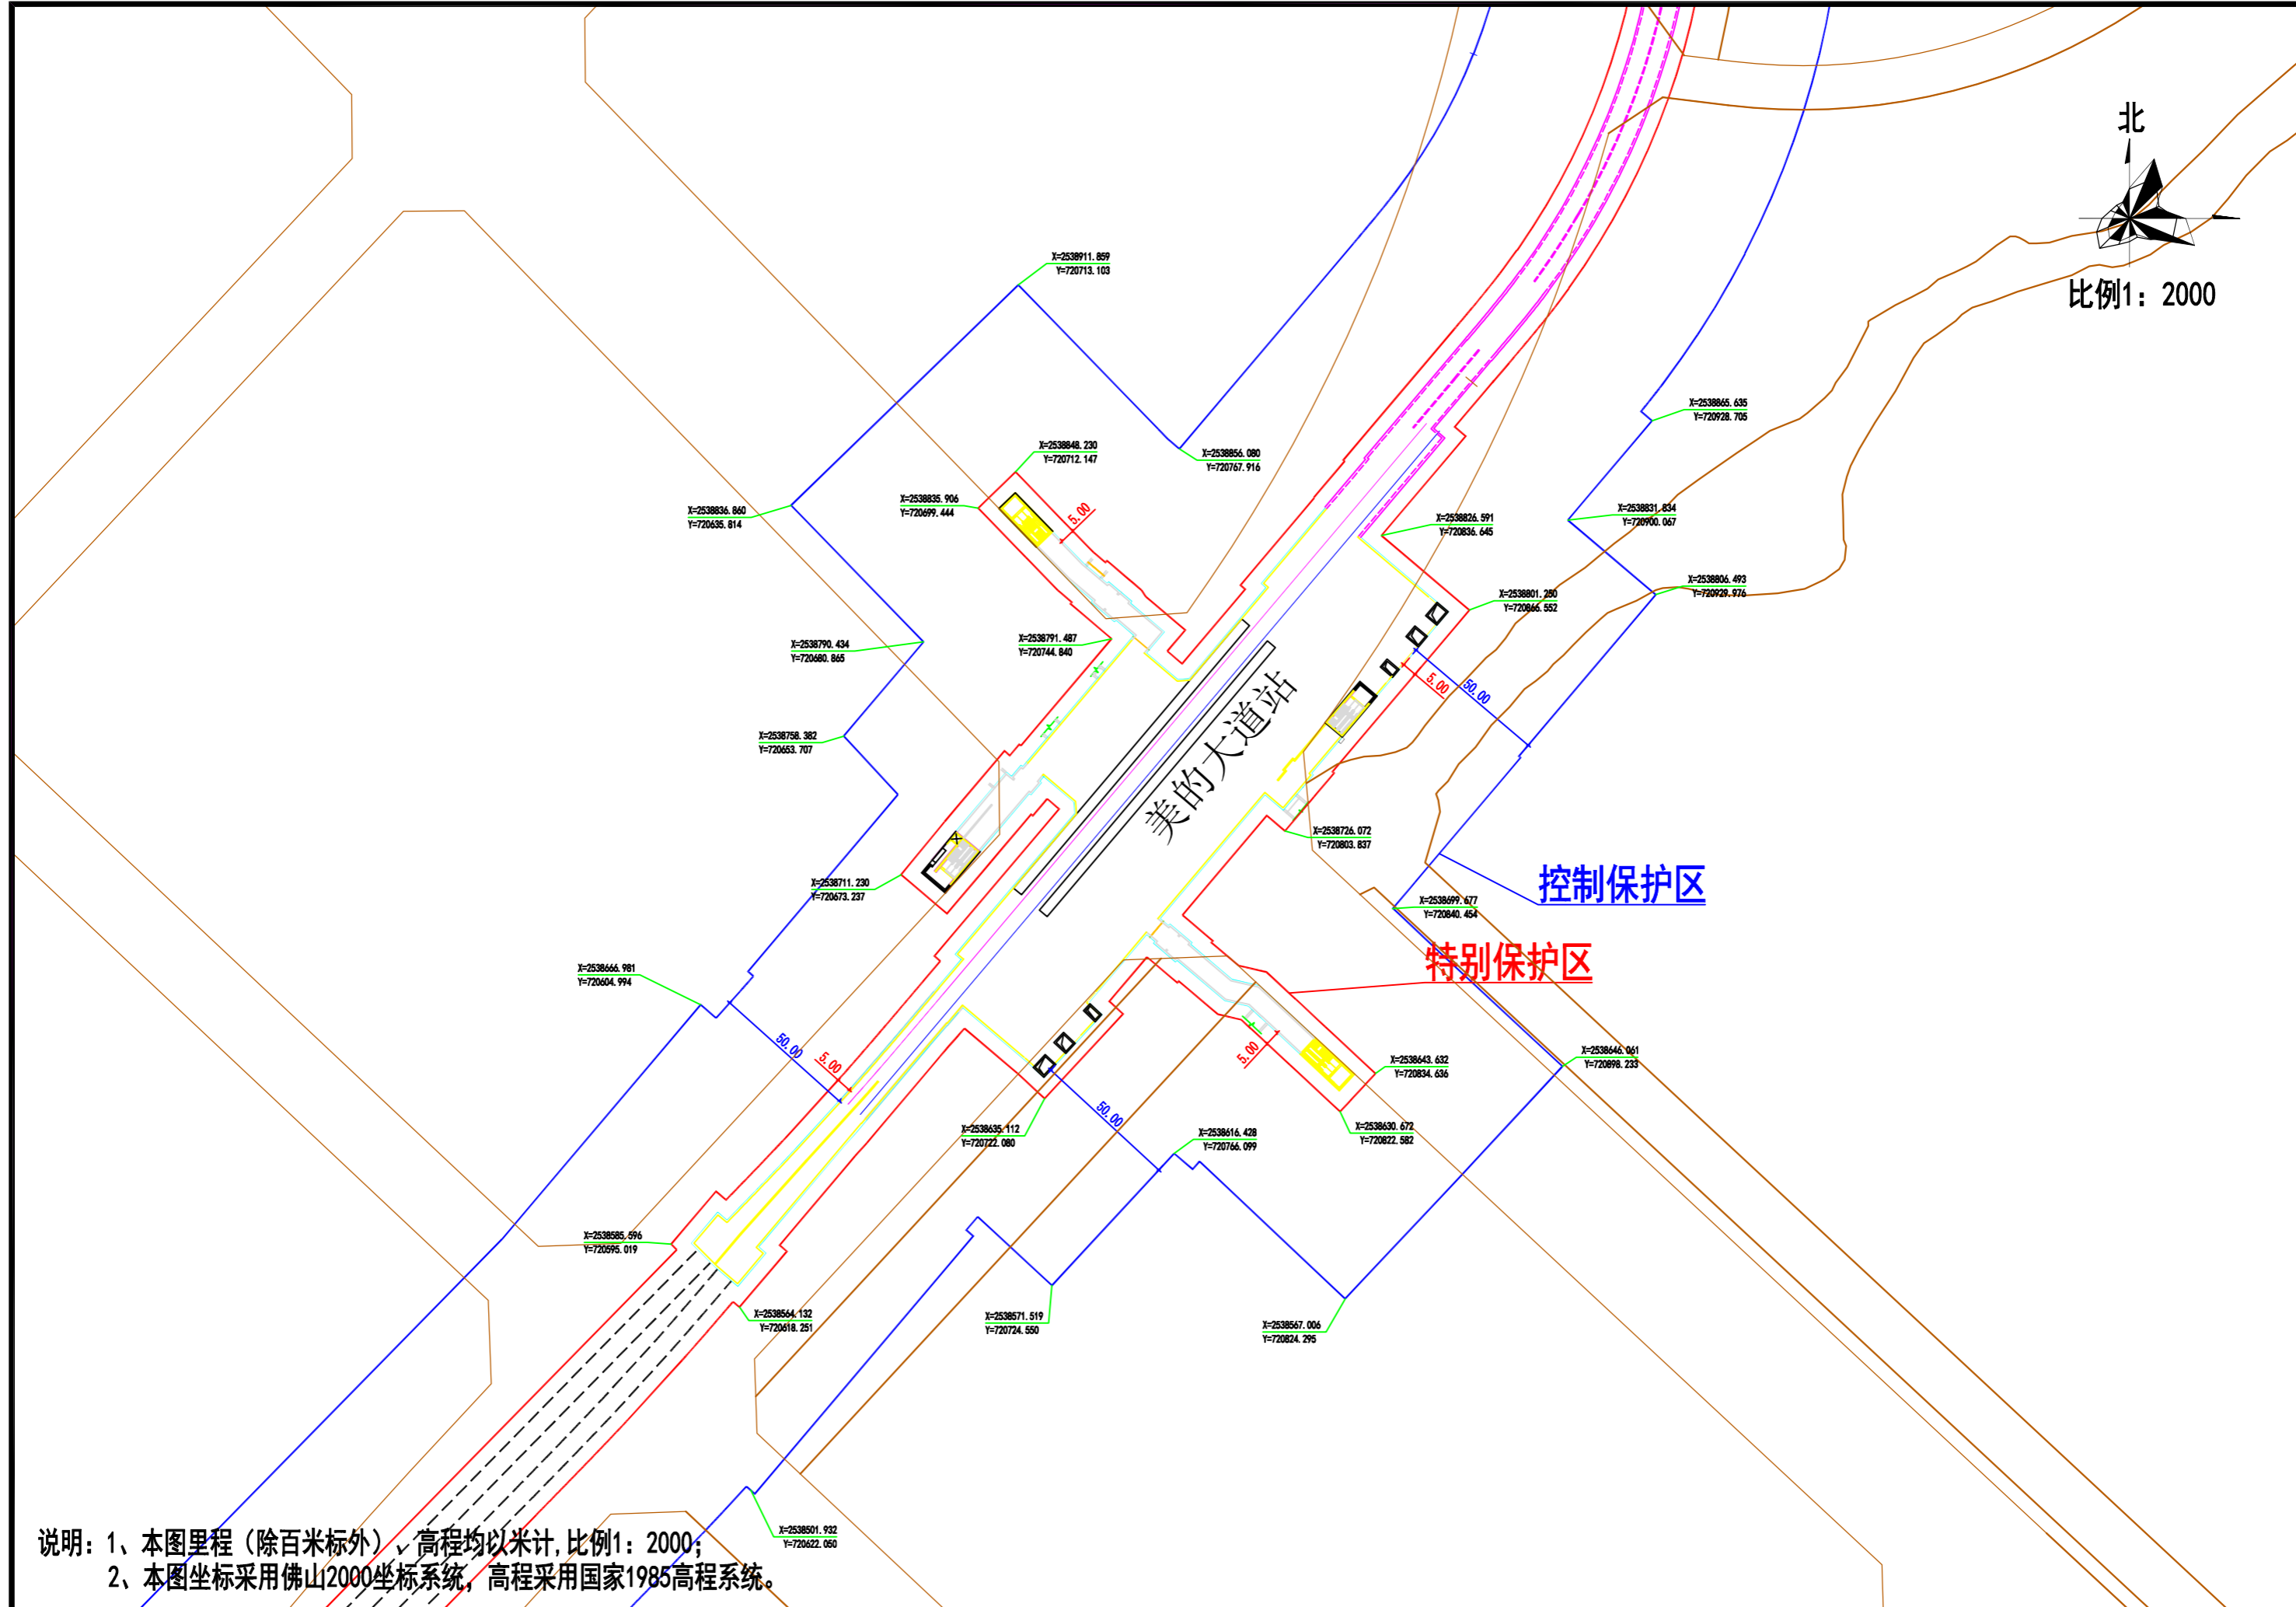 北
比例1：2000
X=2538911.859
Y=720713.103
X=2538865.635
Y=720928.705
X=2538848.230
Y=720712.147
X=2538856.080
Y=720767.916
X=2538835.906
Y=720699.444
X=2538836.860
Y=720635.814
5.00
X=2538826.591
Y=720836.645
X=2538831.834
Y=720900.067
X=2538806.493
Y=720929.976
X=2538801.250
Y=720866.552
X=2538791.487
Y=720744.840
X=2538790.434
Y=720680.865
5.00
50.00
美的大道站
X=2538758.382
Y=720653.707
X=2538726.072
Y=720803.837
X=2538711.230
Y=720673.237
控制保护区
X=2538699.677
Y=720840.454
特别保护区
X=2538666.981
Y=720604.994
50.00
5.00
5.00
X=2538643.632
Y=720834.636
X=2538646.061
Y=720898.233
50.00
X=2538635.112
Y=720722.080
X=2538616.428
Y=720766.099
X=2538630.672
Y=720822.582
X=2538585.596
Y=720595.019
X=2538564.132
Y=720618.251
X=2538571.519
Y=720724.550
X=2538567.006
Y=720824.295
X=2538501.932
Y=720622.050
说明：1、本图里程（除百米标外）、高程均以米计,比例1：2000；
2、本图坐标采用佛山2000坐标系统，高程采用国家1985高程系统。